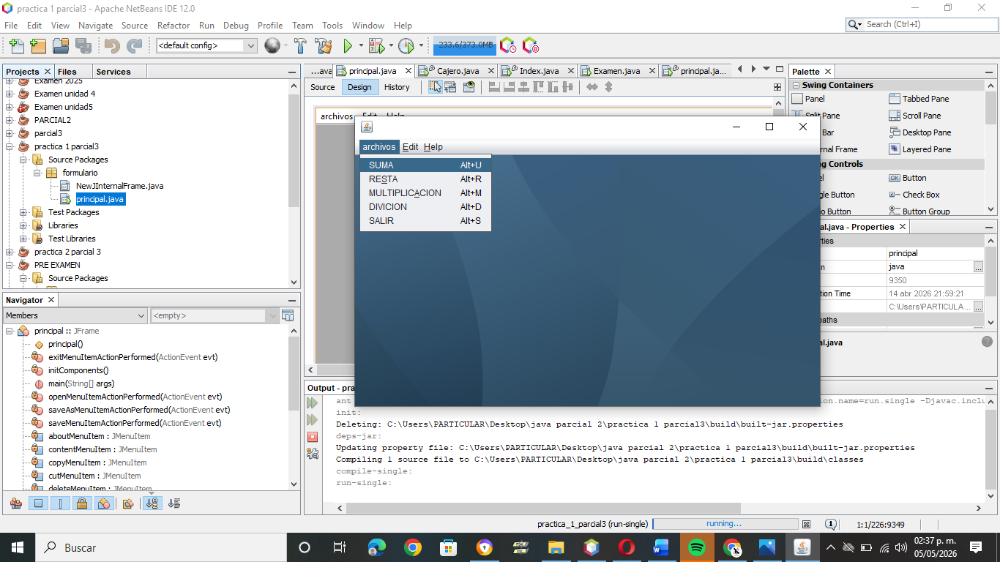 practica 1 parcial3 - Apache NetBeans IDE 12.0
File Edit View Navigate Source Refactor Run Debug Profile Team Tools Window Help
Search (Ctrl+I)
<default config>
233.6/373.0MB
Projects Files Services
Examen 2025
Examen unidad 4
Examen unidad5
PARCIAL2
parcial3
practica 1 parcial3
Source Packages
formulario
NewJInternalFrame.java
principal.java
Test Packages
Libraries
Test Libraries
practica 2 parcial 3
PRE EXAMEN
Source Packages
Navigator
Members
<empty>
principal :: JFrame
principal()
exitMenuItemActionPerformed(ActionEvent evt)
initComponents()
main(String[] args)
openMenuItemActionPerformed(ActionEvent evt)
saveAsMenuItemActionPerformed(ActionEvent evt)
saveMenuItemActionPerformed(ActionEvent evt)
aboutMenuItem : JMenuItem
contentMenuItem : JMenuItem
copyMenuItem : JMenuItem
cutMenuItem : JMenuItem
deleteMenuItem : JMenuItem
...ava principal.java Cajero.java Index.java Examen.java principal.ja...
Source Design History
archivos Edit Help
archivos Edit Help
SUMA Alt+U
RESTA Alt+R
MULTIPLICACION Alt+M
DIVICION Alt+D
SALIR Alt+S
Palette
Swing Containers
Panel Tabbed Pane
Split Pane Scroll Pane
Bar Desktop Pane
rnal Frame Layered Pane
ng Controls
el Button
gle Button Check Box
o Button Button Group
al.java - Properties
rties
principal
n java
9350
tion Time 14 abr 2026 21:59:21
C:\Users\PARTICULA... ...
paths
al.java
Output - pra
ant
ion.name=run.single -Djavac.inclu
init:
Deleting: C:\Users\PARTICULAR\Desktop\java parcial 2\practica 1 parcial3\build\built-jar.properties
deps-jar:
Updating property file: C:\Users\PARTICULAR\Desktop\java parcial 2\practica 1 parcial3\build\built-jar.properties
Compiling 1 source file to C:\Users\PARTICULAR\Desktop\java parcial 2\practica 1 parcial3\build\classes
compile-single:
run-single:
practica_1_parcial3 (run-single) running... 1 1:1/226:9349
Buscar
02:37 p. m.
05/05/2026